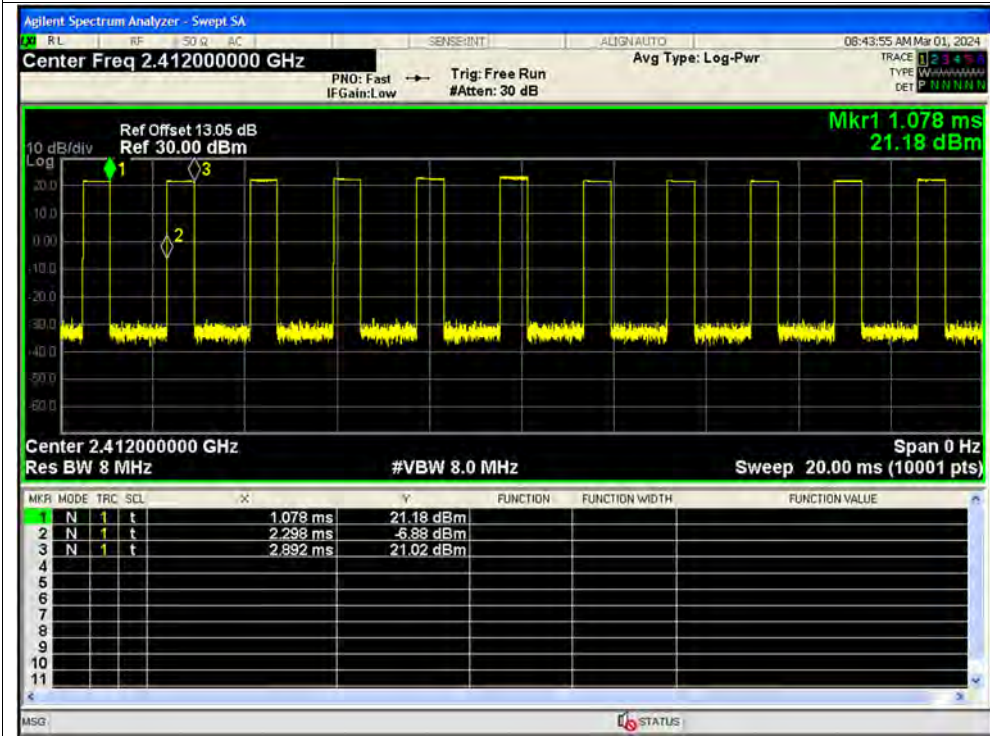 Agilent Spectrum Analyzer - Swept SA
RL RF 50 Ω AC SENSE:INT ALIGN AUTO 08:43:55 AM Mar 01, 2024
Center Freq 2.412000000 GHz
Avg Type: Log-Pwr
TRACE 1 2 3 4 5 6
PNO: Fast Trig: Free Run
TYPE W
IFGain:Low #Atten: 30 dB
DET P N N N N N
Mkr1 1.078 ms
21.18 dBm
Ref Offset 13.05 dB
10 dB/div Ref 30.00 dBm
Log
1
3
20.0
10.0
0.00
2
-10.0
-20.0
-30.0
-40.0
-50.0
-60.0
Center 2.412000000 GHz Span 0 Hz
Res BW 8 MHz #VBW 8.0 MHz Sweep 20.00 ms (10001 pts)
MKR MODE TRC SCL X Y FUNCTION FUNCTION WIDTH FUNCTION VALUE
1 N 1 t 1.078 ms 21.18 dBm
2 N 1 t 2.298 ms -6.88 dBm
3 N 1 t 2.892 ms 21.02 dBm
4
5
6
7
8
9
10
11
MSG STATUS